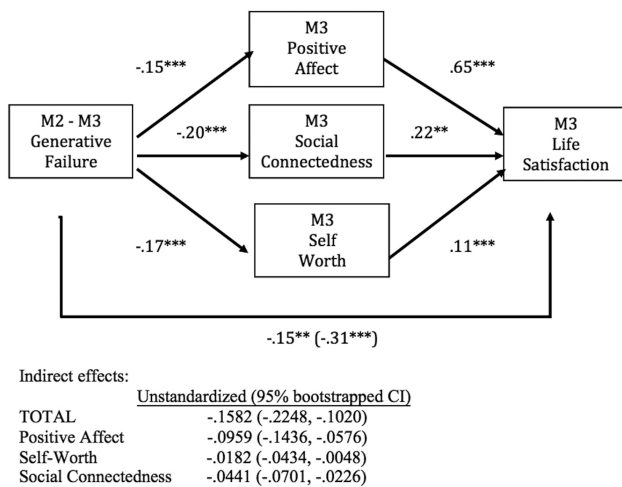 M3
Positive
Affect
-.15***
.65***
M2 - M3
Generative
Failure
-.20***
M3
Social
Connectedness
.22**
M3
Life
Satisfaction
-.17***
M3
Self
Worth
.11***
-.15** (-.31***)
Indirect effects:
Unstandardized (95% bootstrapped CI)
TOTAL -.1582 (-.2248, -.1020)
Positive Affect -.0959 (-.1436, -.0576)
Self-Worth -.0182 (-.0434, -.0048)
Social Connectedness -.0441 (-.0701, -.0226)